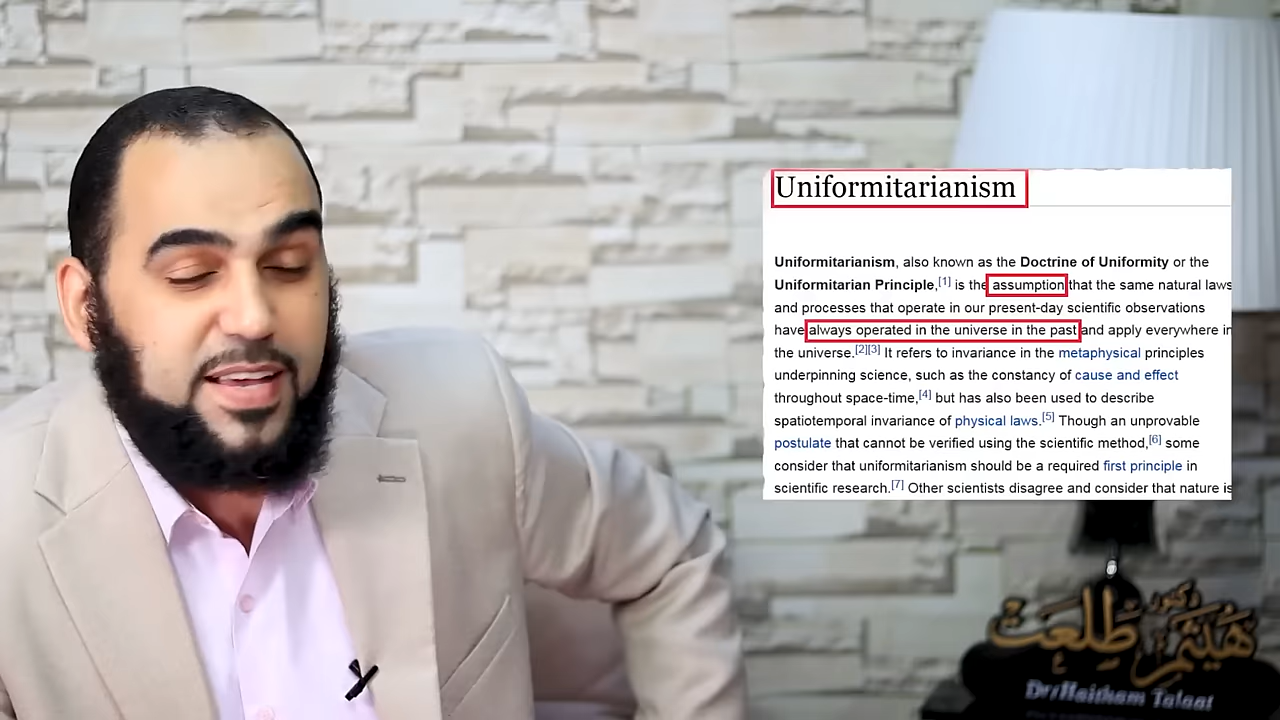 Uniformitarianism
Uniformitarianism, also known as the Doctrine of Uniformity or the
Uniformitarian Principle,[1] is the assumption that the same natural laws
and processes that operate in our present-day scientific observations
have always operated in the universe in the past and apply everywhere in
the universe.[2][3] It refers to invariance in the metaphysical principles
underpinning science, such as the constancy of cause and effect
throughout space-time,[4] but has also been used to describe
spatiotemporal invariance of physical laws.[5] Though an unprovable
postulate that cannot be verified using the scientific method,[6] some
consider that uniformitarianism should be a required first principle in
scientific research.[7] Other scientists disagree and consider that nature is
دكتور
هَيْثَم طَلْعَت
Dr/Haitham Talaat